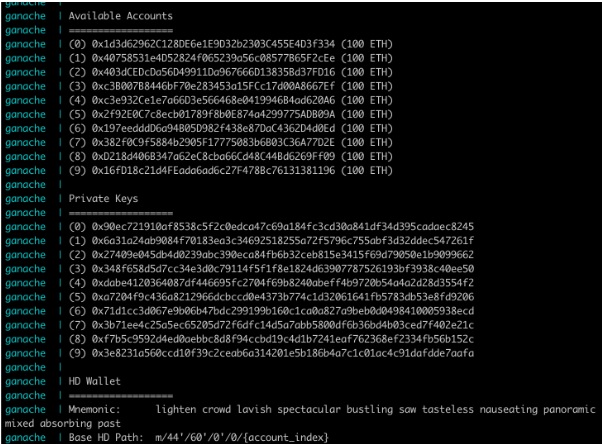 ganache |
ganache | Available Accounts
ganache | ==================
ganache | (0) 0x1d3d62962C128DE6e1E9D32b2303C455E4D3f334 (100 ETH)
ganache | (1) 0x40758531e4D52824f065239a56c08577B65F2cEe (100 ETH)
ganache | (2) 0x403dCEDcDa56D49911Da967666D13835Bd37FD16 (100 ETH)
ganache | (3) 0xc3B007B8446bF70e283453a15FCc17d00A8667Ef (100 ETH)
ganache | (4) 0xc3e932Ce1e7a66D3e566468e0419946B4ad620A6 (100 ETH)
ganache | (5) 0x2f92E0C7c8ecb01789f8b0E874a4299775ADB09A (100 ETH)
ganache | (6) 0x197eedddD6a94B05D982f438e87DaC4362D4d0Ed (100 ETH)
ganache | (7) 0x382f0C9f5884b2905F17775083b6B03C36A77D2E (100 ETH)
ganache | (8) 0xD218d406B347a62eC8cba66Cd48C44Bd6269Ff09 (100 ETH)
ganache | (9) 0x16fD18c21d4FEada6ad6c27F478Bc76131381196 (100 ETH)
ganache |
ganache | Private Keys
ganache | ==================
ganache | (0) 0x90ec721910af8538c5f2c0edca47c69a184fc3cd30a841df34d395cadaec8245
ganache | (1) 0x6a31a24ab9084f70183ea3c34692518255a72f5796c755abf3d32ddec547261f
ganache | (2) 0x27409e045db4d0239abc390eca84fb6b32ceb815e3415f69d79050e1b9099662
ganache | (3) 0x348f658d5d7cc34e3d0c79114f5f1f8e1824d63907787526193bf3938c40ee50
ganache | (4) 0xdabe4120364087df446695fc2704f69b8240abeff4b9720b54a4a2d28d3554f2
ganache | (5) 0xa7204f9c436a8212966dcbccd0e4373b774c1d32061641fb5783db53e8fd9206
ganache | (6) 0x71d1cc3d067e9b06b47bdc299199b160c1ca0a827a9beb0d0498410005938ecd
ganache | (7) 0x3b71ee4c25a5ec65205d72f6dfc14d5a7abb5800df6b36bd4b03ced7f402e21c
ganache | (8) 0xf7b5c9592d4ed0aebbc8d8f94ccbd19c4d1b7241eaf762368ef2334fb56b152c
ganache | (9) 0x3e8231a560ccd10f39c2ceab6a314201e5b186b4a7c1c01ac4c91dafdde7aafa
ganache |
ganache | HD Wallet
ganache | ==================
ganache | Mnemonic:      lighten crowd lavish spectacular bustling saw tasteless nauseating panoramic
mixed absorbing past
ganache | Base HD Path:  m/44'/60'/0'/0/{account_index}